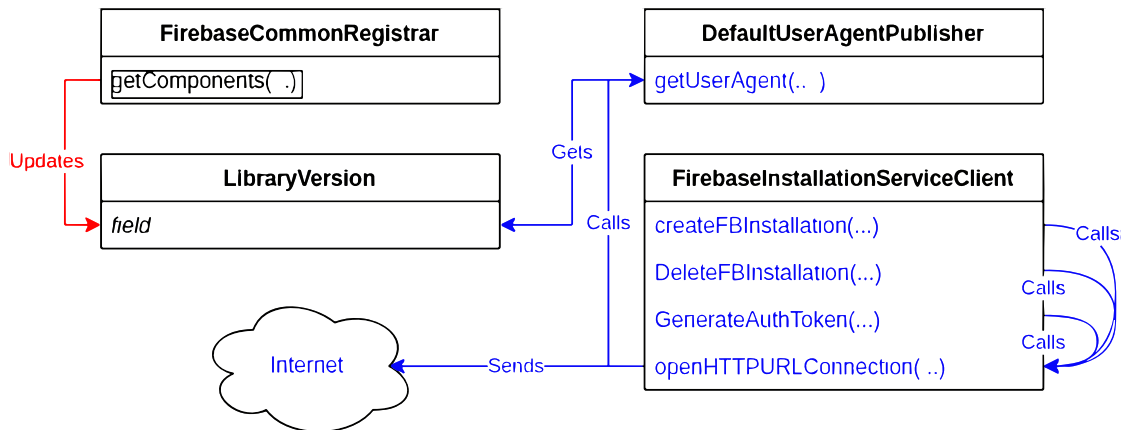 FirebaseCommonRegistrar
getComponents( .)
DefaultUserAgentPublisher
getUserAgent(.. )
Updates
Gets
LibraryVersion
field
Calls
FirebaseInstallationServiceClient
createFBInstallation(...)
Calls
DeleteFBInstallation(...)
Calls
GenerateAuthToken(...)
Calls
openHTTPURLConnection( ..)
Sends
Internet